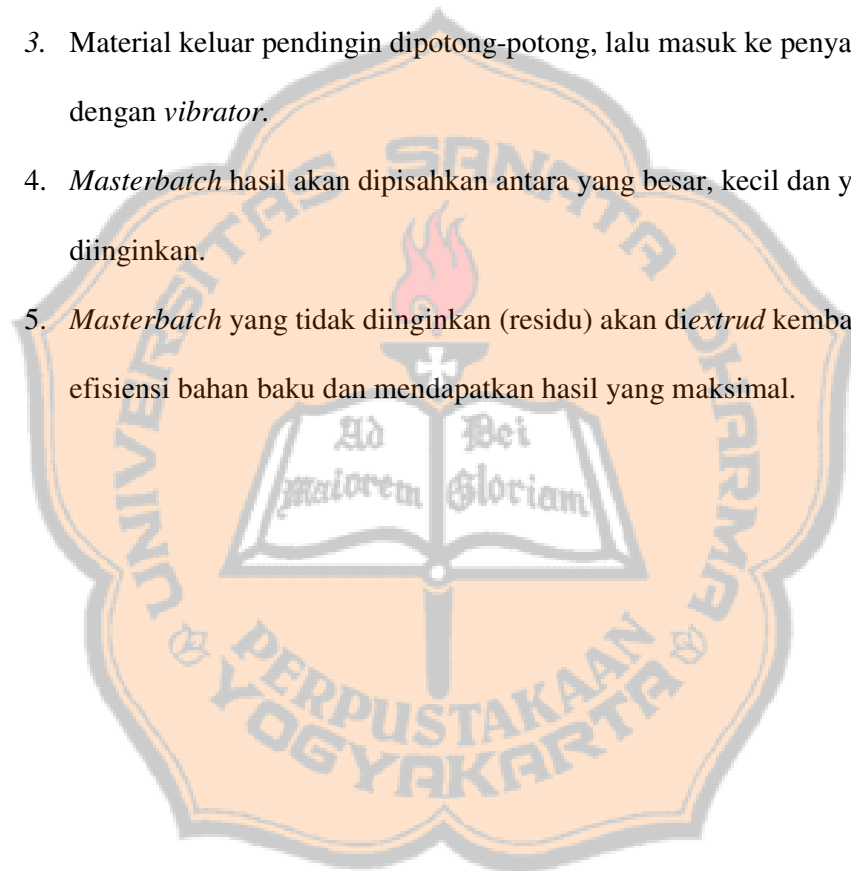 3. Material keluar pendingin dipotong-potong, lalu masuk ke
dengan vibrator.
4. Masterbatch hasil akan dipisahkan antara yang besar, kecil dan
diinginkan.
5. Masterbatch yang tidak diinginkan (residu) akan diextrud
efisiensi bahan baku dan mendapatkan hasil yang maksimal.
UNIVERSITAS SANATA DHARMA
Ad Dei
Maiorem Gloriam
PERPUSTAKAAN
YOGYAKARTA